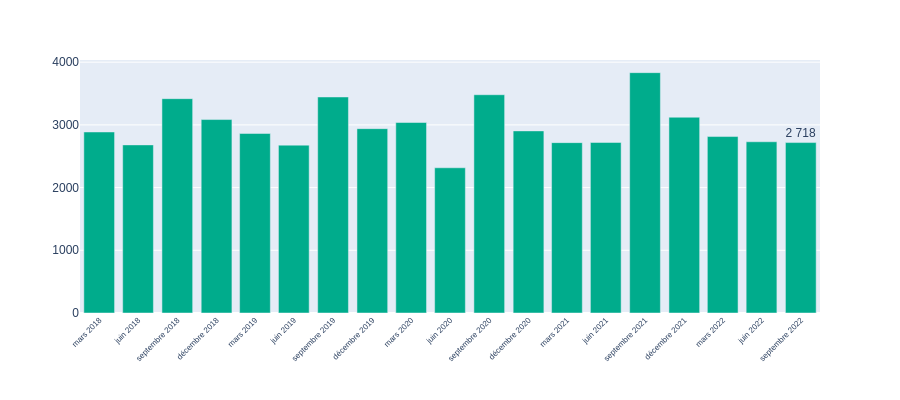 4000
3000
2000
1000
0
2 718
mars 2018
juin 2018
septembre 2018
décembre 2018
mars 2019
juin 2019
septembre 2019
décembre 2019
mars 2020
juin 2020
septembre 2020
décembre 2020
mars 2021
juin 2021
septembre 2021
décembre 2021
mars 2022
juin 2022
septembre 2022